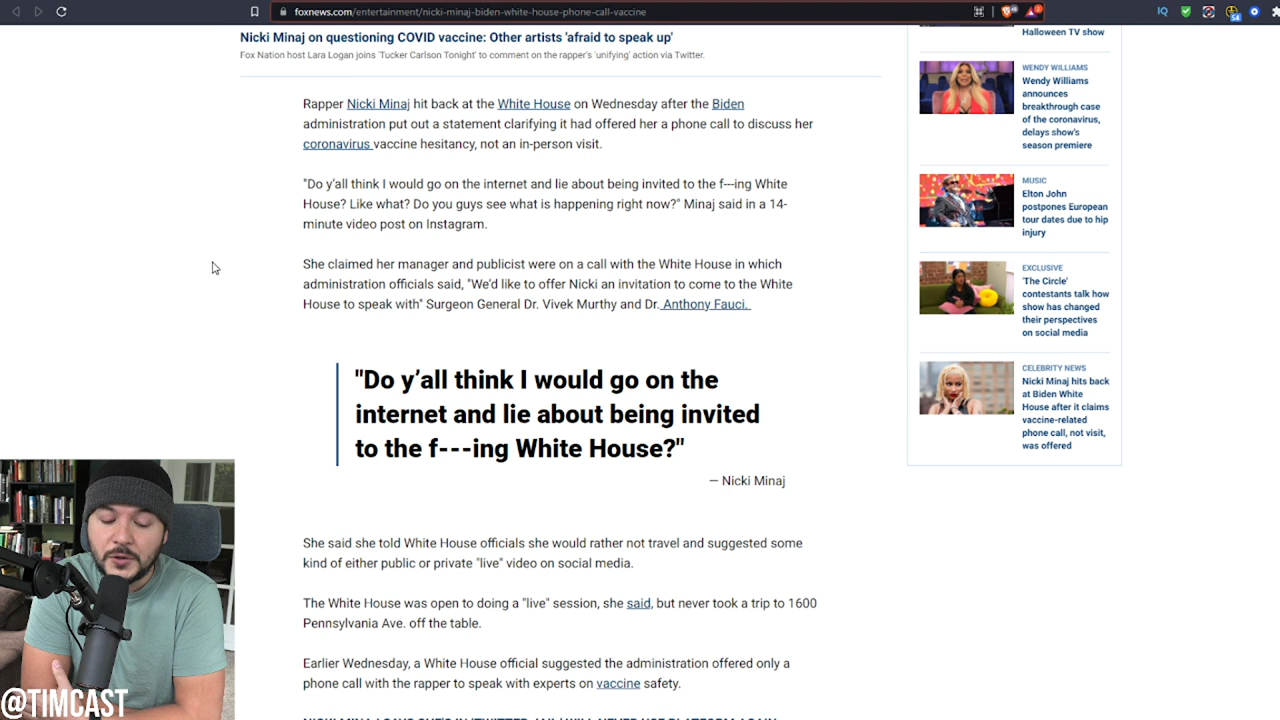 foxnews.com/entertainment/nicki-minaj-biden-white-house-phone-call-vaccine
IQ
54
Nicki Minaj on questioning COVID vaccine: Other artists 'afraid to speak up'
Fox Nation host Lara Logan joins 'Tucker Carlson Tonight' to comment on the rapper's 'unifying' action via Twitter.
Rapper Nicki Minaj hit back at the White House on Wednesday after the Biden
administration put out a statement clarifying it had offered her a phone call to discuss her
coronavirus vaccine hesitancy, not an in-person visit.
"Do y'all think I would go on the internet and lie about being invited to the f---ing White
House? Like what? Do you guys see what is happening right now?" Minaj said in a 14-
minute video post on Instagram.
She claimed her manager and publicist were on a call with the White House in which
administration officials said, "We'd like to offer Nicki an invitation to come to the White
House to speak with" Surgeon General Dr. Vivek Murthy and Dr. Anthony Fauci.
"Do y'all think I would go on the
internet and lie about being invited
to the f---ing White House?"
— Nicki Minaj
She said she told White House officials she would rather not travel and suggested some
kind of either public or private "live" video on social media.
The White House was open to doing a "live" session, she said, but never took a trip to 1600
Pennsylvania Ave. off the table.
Earlier Wednesday, a White House official suggested the administration offered only a
phone call with the rapper to speak with experts on vaccine safety.
Halloween TV show
WENDY WILLIAMS
Wendy Williams
announces
breakthrough case
of the coronavirus,
delays show's
season premiere
MUSIC
Elton John
postpones European
tour dates due to hip
injury
EXCLUSIVE
'The Circle'
contestants talk how
show has changed
their perspectives
on social media
CELEBRITY NEWS
Nicki Minaj hits back
at Biden White
House after it claims
vaccine-related
phone call, not visit,
was offered
@TIMCAST